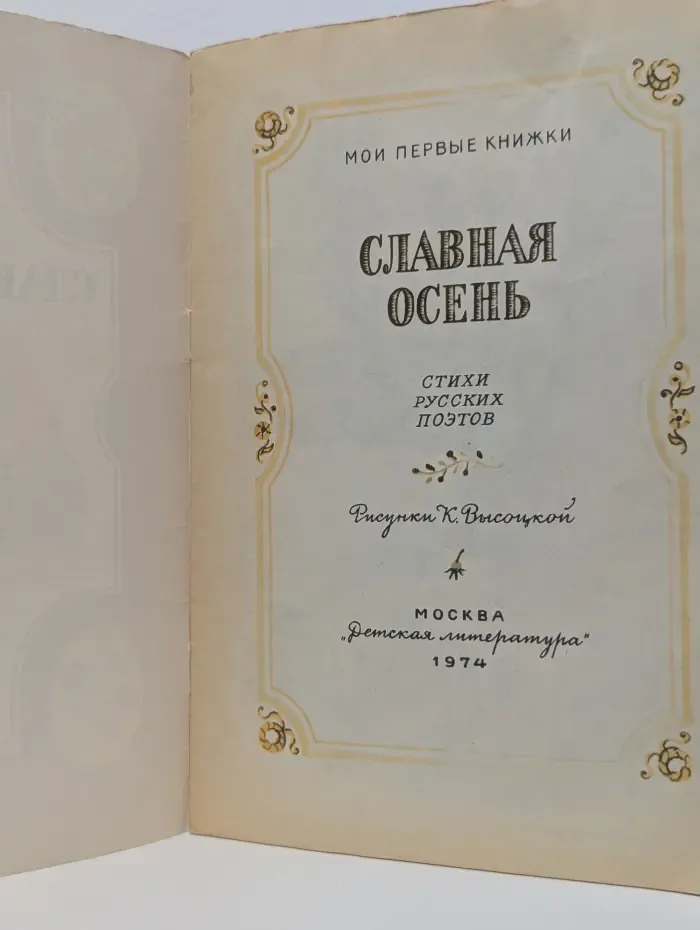 МОИ ПЕРВЫЕ КНИЖКИ
СЛАВНАЯ
ОСЕНЬ
СТИХИ
РУССКИХ
ПОЭТОВ
Рисунки К. Высоцкой
МОСКВА
„Детская литература"
1974